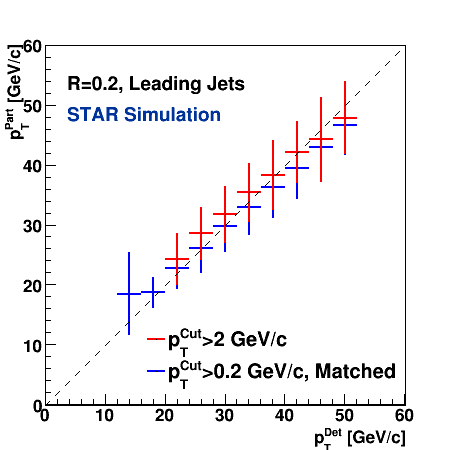 p_T^Part [GeV/c]
60
50
40
30
20
10
0
R=0.2, Leading Jets
STAR Simulation
p_T^Cut>2 GeV/c
p_T^Cut>0.2 GeV/c, Matched
0 10 20 30 40 50 60
p_T^Det [GeV/c]